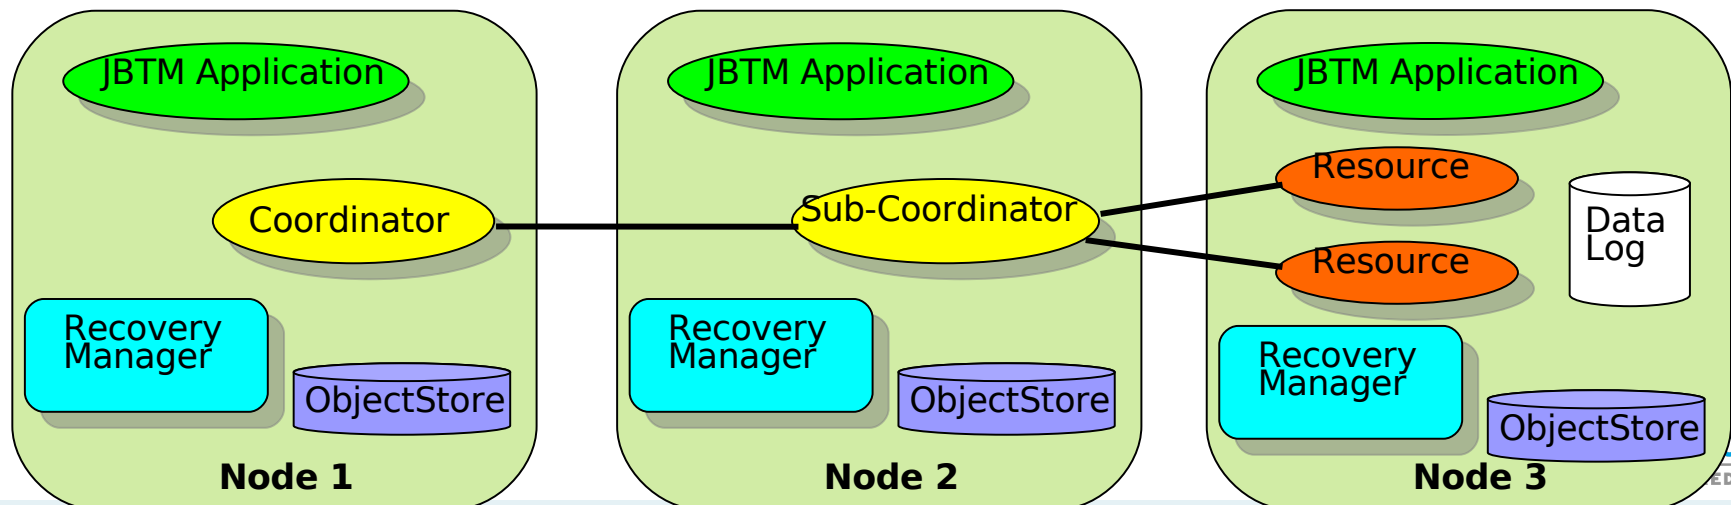 JBTM Application
Coordinator
Recovery
Manager
ObjectStore
Node 1
JBTM Application
Sub-Coordinator
Recovery
Manager
ObjectStore
Node 2
JBTM Application
Resource
Resource
Data
Log
Recovery
Manager
ObjectStore
Node 3